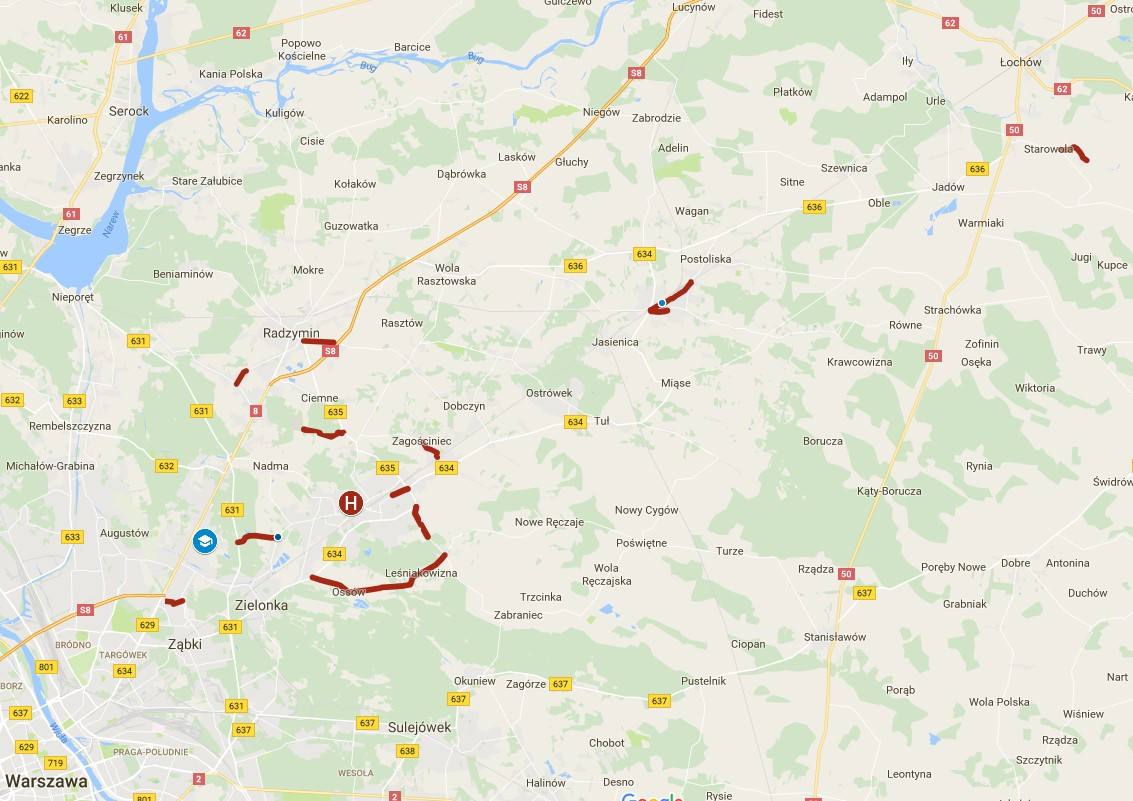 Klusek
Gulczewo
Lucynów
Fidest
62
50
61
62
Popowo
Kościelne
Barcice
Bug
Bug
Iły
Łochów
Kania Polska
S8
622
Serock
Karolino
Kuligów
Niegów
Zabrodzie
Płatków
Adampol
Urle
62
50
Cisie
Lasków
Głuchy
Adelin
Starowola
Zegrzynek
Stare Załubice
Dąbrówka
Szewnica
636
Kołaków
S8
Sitne
Jadów
61
Narew
Zegrze
Guzowatka
Wagan
636
Oble
Warmiaki
631
Beniaminów
Mokre
Wola
Rasztowska
636
634
Postoliska
Jugi
Kupce
Nieporęt
Strachówka
Radzymin
Rasztów
Równe
631
S8
Jasienica
Zofinin
Trawy
Krawcowizna
50
Osęka
632
633
Ciemne
Ostrówek
Miąse
Wiktoria
631
8
635
Dobczyn
634
Tuł
Rembelszczyzna
Zagościniec
Borucza
Michałów-Grabina
632
Nadma
635
634
Rynia
H
Kąty-Borucza
631
Nowe Ręczaje
Nowy Cygów
633
Augustów
634
Poświętne
Turze
Leśniakowizna
Wola
Ręczajska
Rządza
50
Poręby Nowe
Dobre
Antonina
Ossów
637
Duchów
S8
Zielonka
Trzcinka
Grabniak
629
631
Zabraniec
Ząbki
Ciopan
Stanisławów
BRÓDNO
TARGÓWEK
801
634
Okuniew
Zagórze
637
Pustelnik
Nart
637
637
Porąb
Wola Polska
637
631
637
637
Sulejówek
Wiśniew
629
Wisła
PRAGA-POŁUDNIE
638
Chobot
Rządza
719
WESOŁA
Szczytnik
Warszawa
2
Halinów
Desno
Leontyna
801
2
Google
Rysie